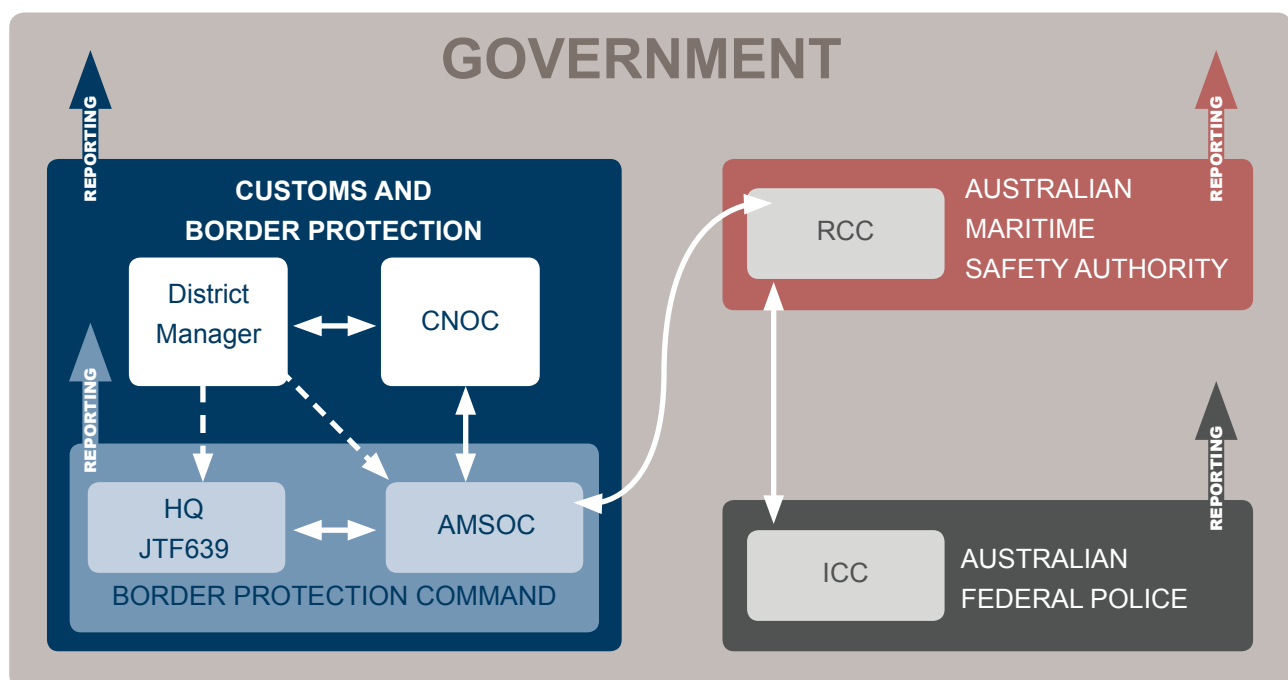 GOVERNMENT
REPORTING
REPORTING
CUSTOMS AND
BORDER PROTECTION
District
Manager
CNOC
REPORTING
HQ
JTF639
AMSOC
BORDER PROTECTION COMMAND
RCC
AUSTRALIAN
MARITIME
SAFETY AUTHORITY
REPORTING
ICC
AUSTRALIAN
FEDERAL POLICE